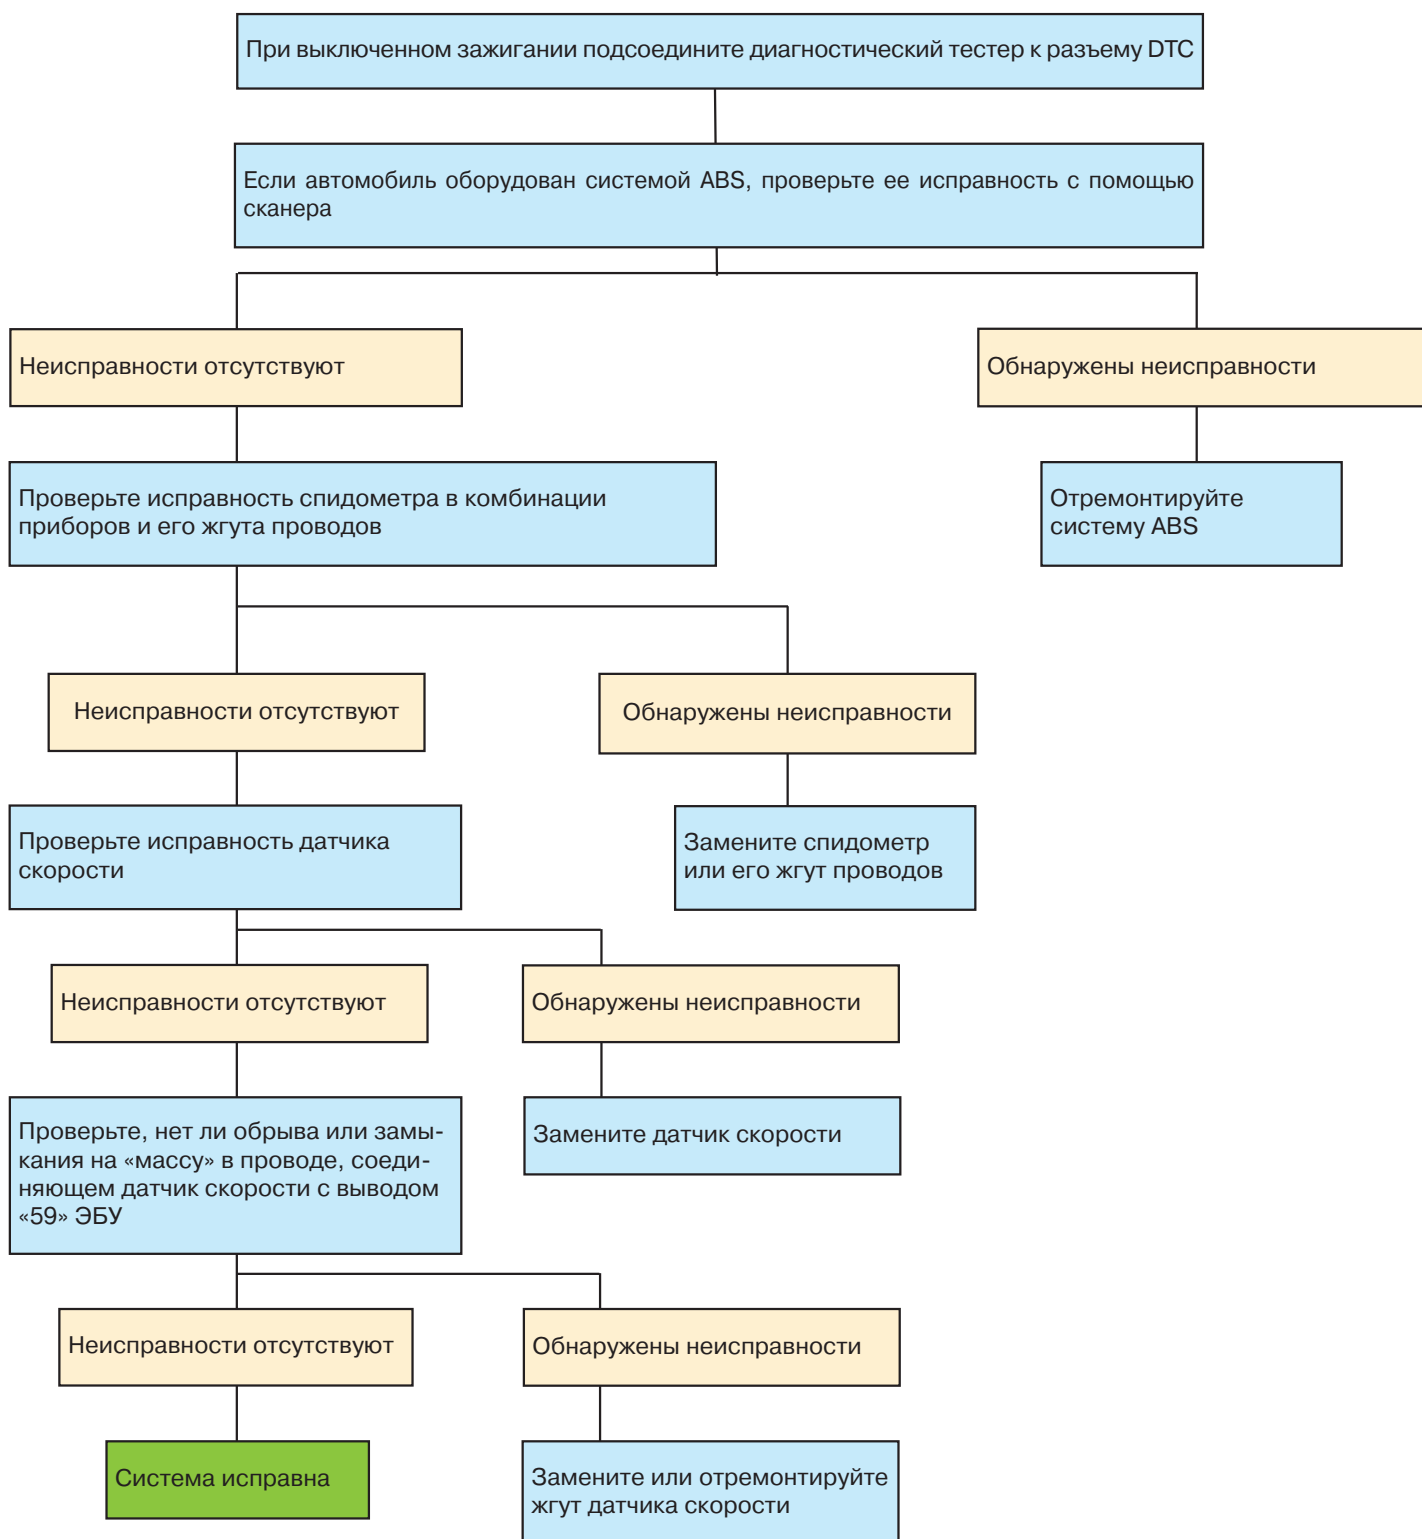 При выключенном зажигании подсоедините диагностический тестер к разъему DTC
Если автомобиль оборудован системой ABS, проверьте ее исправность с помощью
сканера
Неисправности отсутствуют
Обнаружены неисправности
Проверьте исправность спидометра в комбинации
приборов и его жгута проводов
Отремонтируйте
систему ABS
Неисправности отсутствуют
Обнаружены неисправности
Проверьте исправность датчика
скорости
Замените спидометр
или его жгут проводов
Неисправности отсутствуют
Обнаружены неисправности
Проверьте, нет ли обрыва или замы-
кания на «массу» в проводе, соеди-
няющем датчик скорости с выводом
«59» ЭБУ
Замените датчик скорости
Неисправности отсутствуют
Обнаружены неисправности
Система исправна
Замените или отремонтируйте
жгут датчика скорости